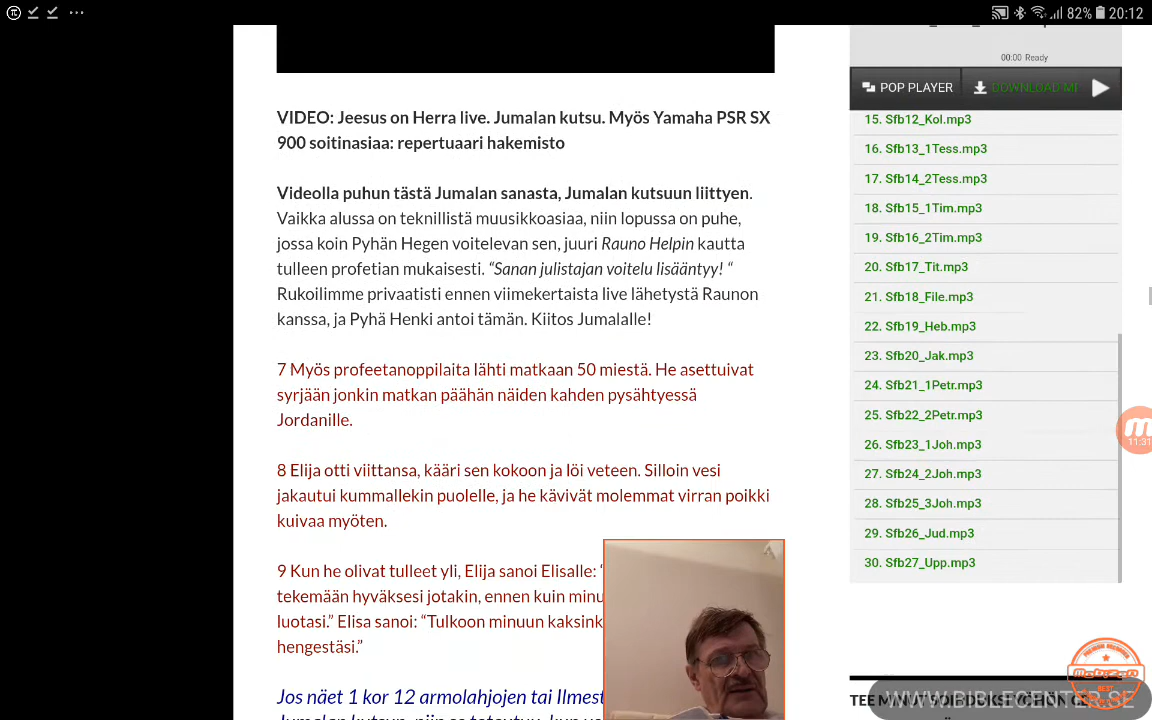 82% 20:12
00:00 Ready
POP PLAYER
DOWNLOAD
VIDEO: Jeesus on Herra live. Jumalan kutsu. Myös Yamaha PSR SX
900 soitinasiaa: repertuaari hakemisto
Videolla puhun tästä Jumalan sanasta, Jumalan kutsuun liittyen.
Vaikka alussa on teknillistä muusikkoasiaa, niin lopussa on puhe,
jossa koin Pyhän Hegen voitelevan sen, juuri Rauno Helpin kautta
tulleen profetian mukaisesti. “Sanan julistajan voitelu lisääntyy! “
Rukoilimme privaatisti ennen viimekertaista live lähetystä Raunon
kanssa, ja Pyhä Henki antoi tämän. Kiitos Jumalalle!
7 Myös profeetanoppilaita lähti matkaan 50 miestä. He asettuivat
syrjään jonkin matkan päähän näiden kahden pysähtyessä
Jordanille.
8 Elija otti viittansa, kääri sen kokoon ja löi veteen. Silloin vesi
jakautui kummallekin puolelle, ja he kävivät molemmat virran poikki
kuivaa myöten.
9 Kun he olivat tulleet yli, Elija sanoi Elisalle:
tekemään hyväksesi jotakin, ennen kuin
luotasi.” Elisa sanoi: “Tulkoon minuun
hengestäsi.”
Jos näet 1 kor 12 armolahjojen tai
15. Sfb12_Kol.mp3
16. Sfb13_1Tess.mp3
17. Sfb14_2Tess.mp3
18. Sfb15_1Tim.mp3
19. Sfb16_2Tim.mp3
20. Sfb17_Tit.mp3
21. Sfb18_File.mp3
22. Sfb19_Heb.mp3
23. Sfb20_Jak.mp3
24. Sfb21_1Petr.mp3
25. Sfb22_2Petr.mp3
26. Sfb23_1Joh.mp3
27. Sfb24_2Joh.mp3
28. Sfb25_3Joh.mp3
29. Sfb26_Jud.mp3
30. Sfb27_Upp.mp3
11:31
WWW.BIBLECENTER.SE